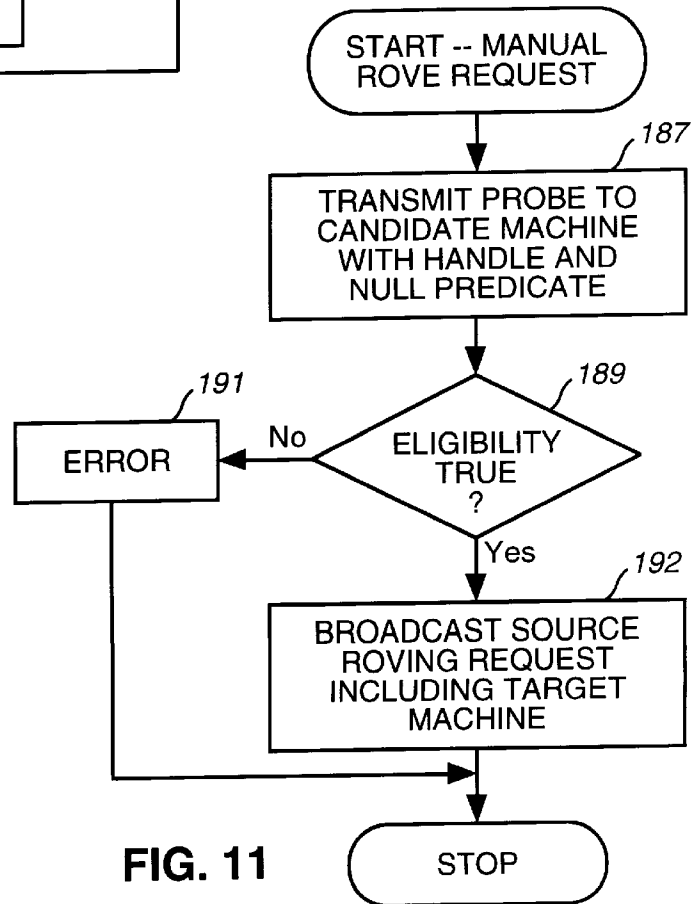 START -- MANUAL
ROVE REQUEST
187
TRANSMIT PROBE TO
CANDIDATE MACHINE
WITH HANDLE AND
NULL PREDICATE
189
ELIGIBILITY
TRUE
?
No
191
ERROR
Yes
192
BROADCAST SOURCE
ROVING REQUEST
INCLUDING TARGET
MACHINE
STOP
FIG. 11